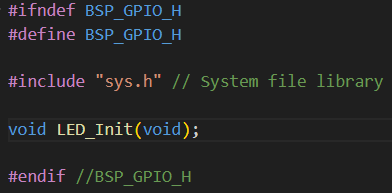 #ifndef BSP_GPIO_H
#define BSP_GPIO_H
#include "sys.h" // System file library
void LED_Init(void);
#endif //BSP_GPIO_H